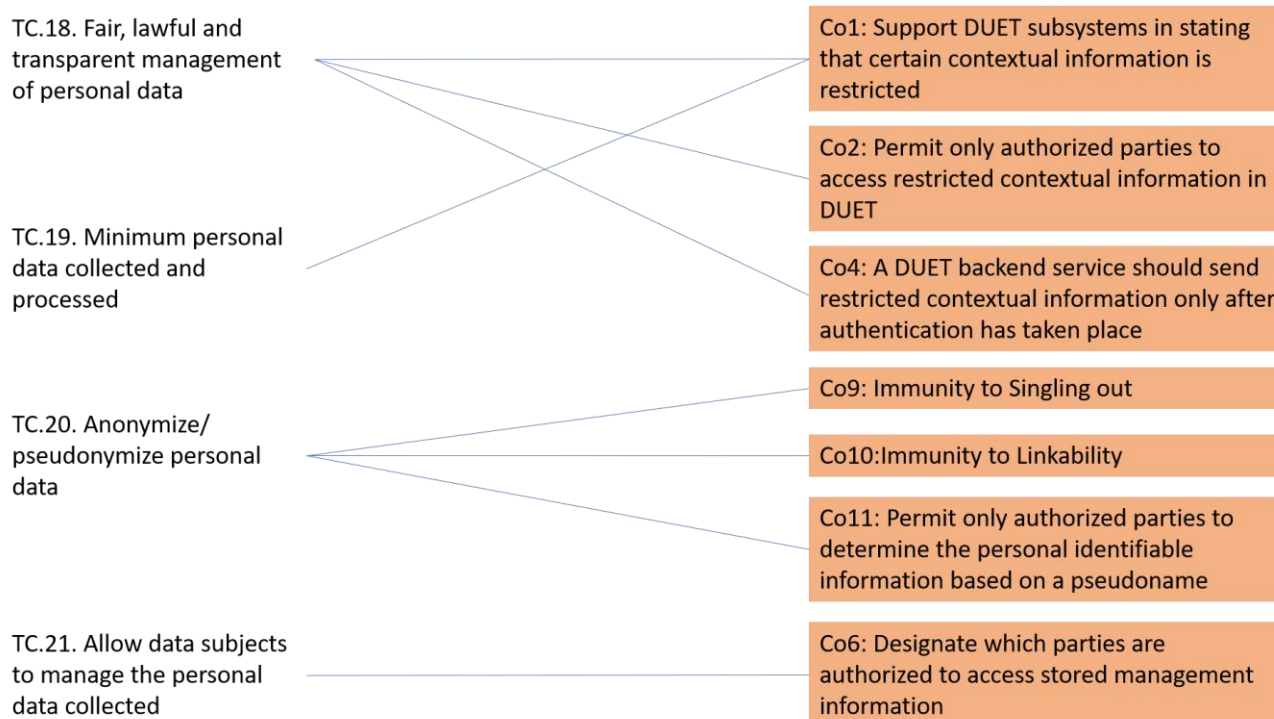 TC.18. Fair, lawful and
transparent management
of personal data
Co1: Support DUET subsystems in stating
that certain contextual information is
restricted
Co2: Permit only authorized parties to
access restricted contextual information in
DUET
TC.19. Minimum personal
data collected and
processed
Co4: A DUET backend service should send
restricted contextual information only after
authentication has taken place
Co9: Immunity to Singling out
TC.20. Anonymize/
pseudonymize personal
data
Co10:Immunity to Linkability
Co11: Permit only authorized parties to
determine the personal identifiable
information based on a pseudoname
TC.21. Allow data subjects
to manage the personal
data collected
Co6: Designate which parties are
authorized to access stored management
information